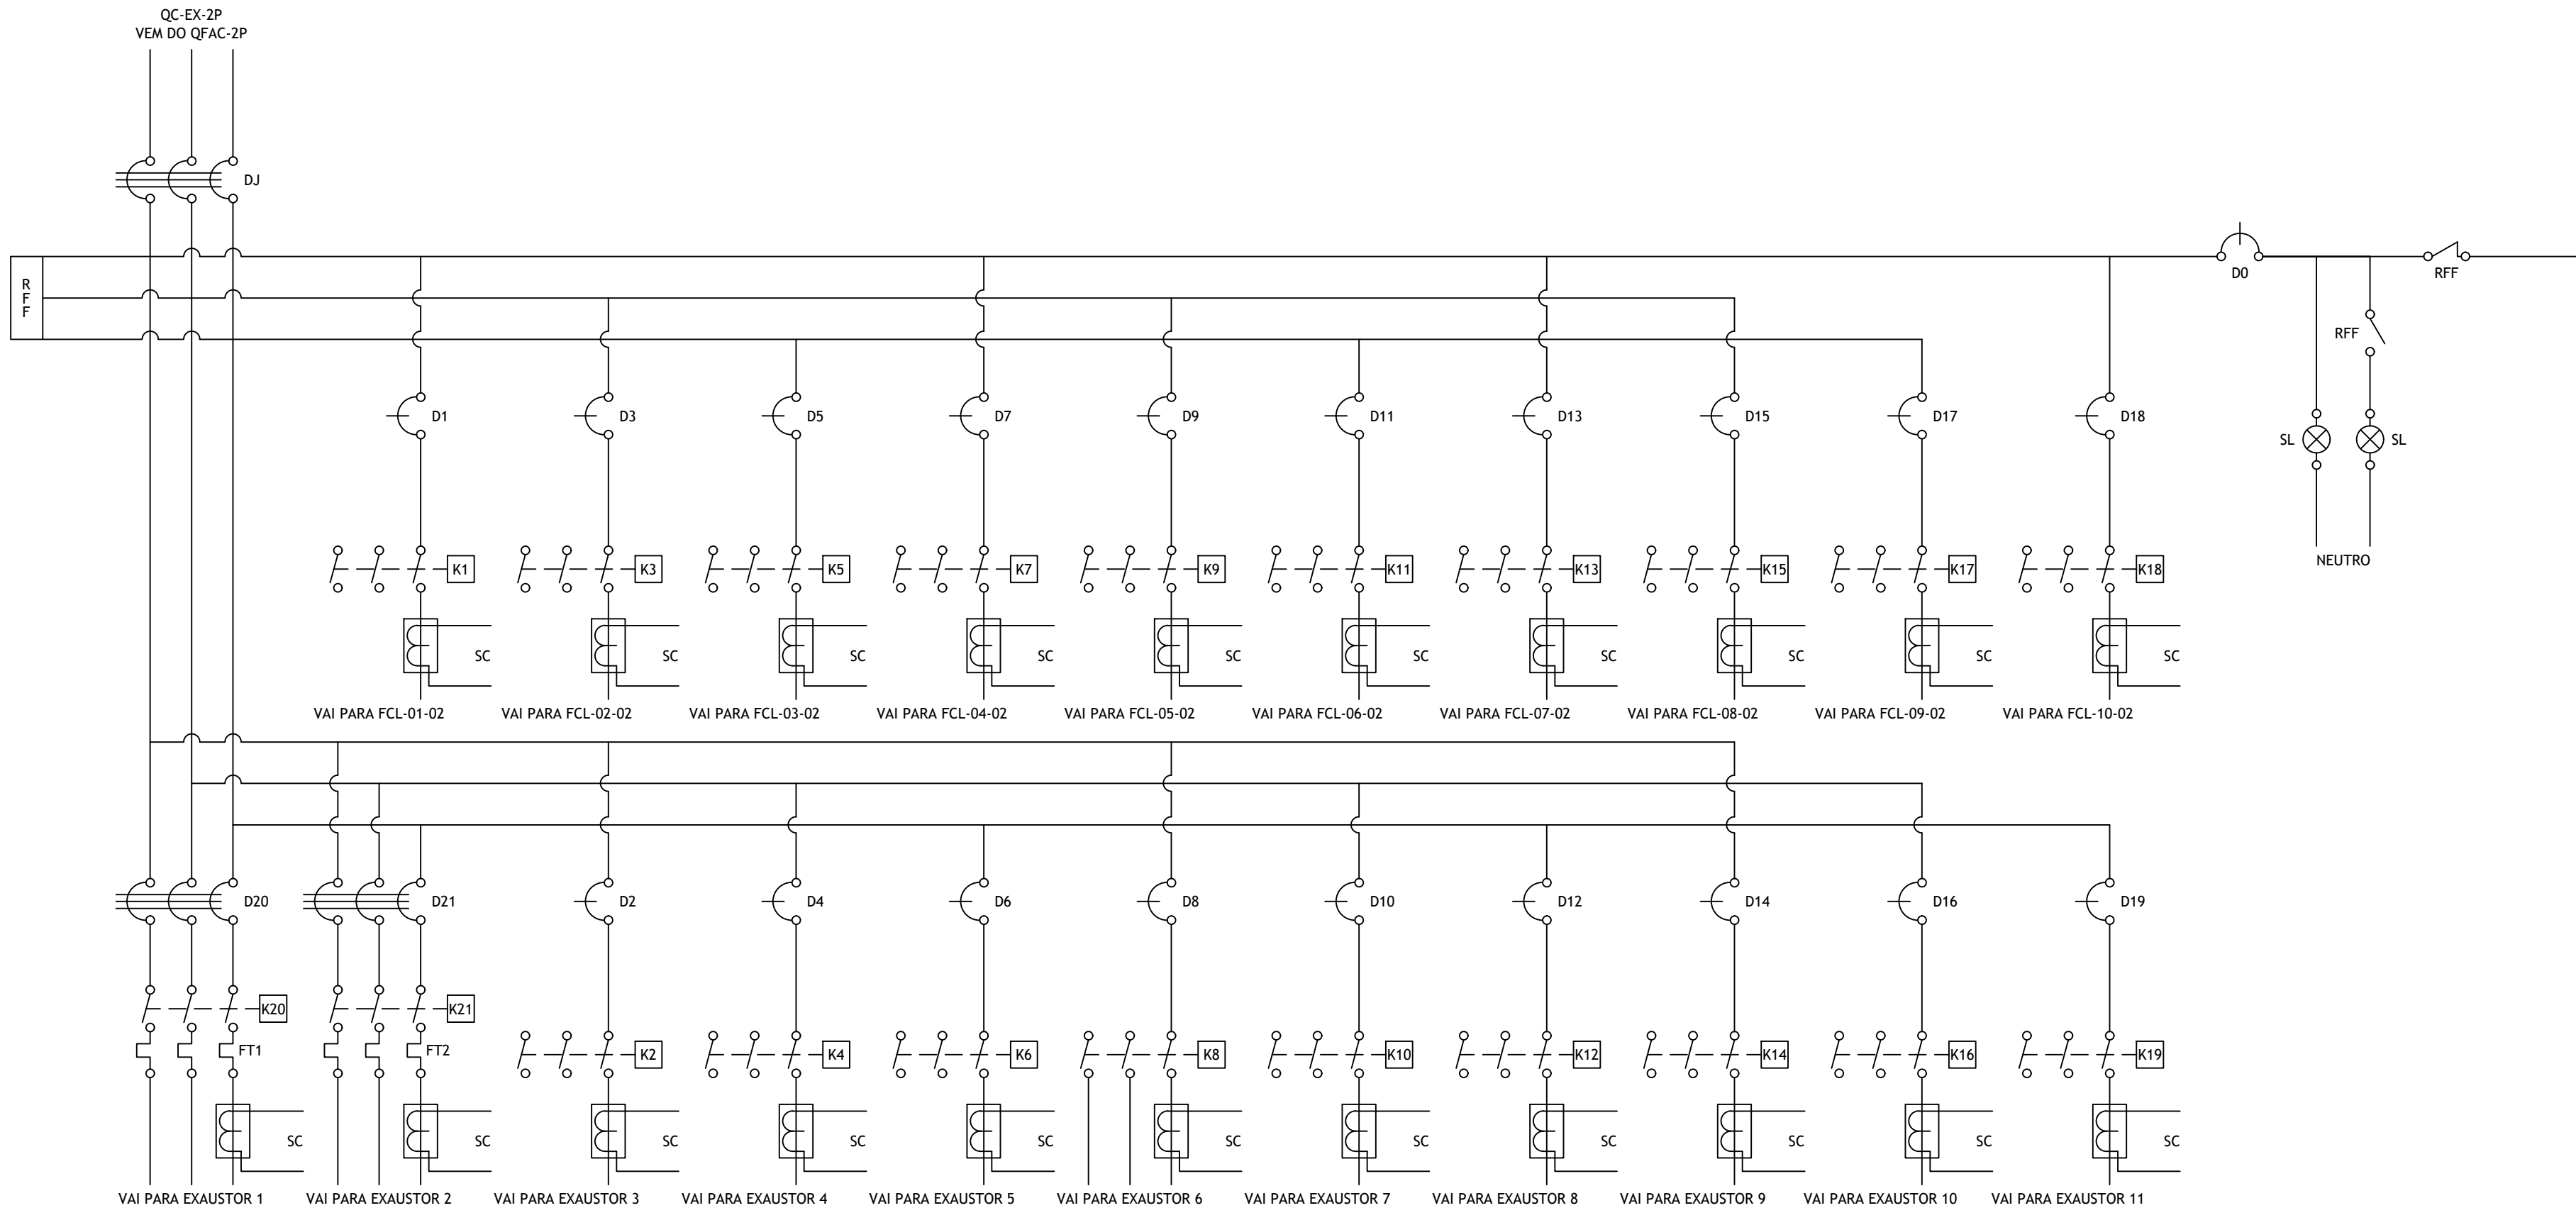 QC-EX-2P
VEM DO QFAC-2P
DJ
R
F
F
D0
RFF
RFF
D1
D3
D5
D7
D9
D11
D13
D15
D17
D18
SL
SL
K1
K3
K5
K7
K9
K11
K13
K15
K17
K18
NEUTRO
SC
SC
SC
SC
SC
SC
SC
SC
SC
SC
VAI PARA FCL-01-02
VAI PARA FCL-02-02
VAI PARA FCL-03-02
VAI PARA FCL-04-02
VAI PARA FCL-05-02
VAI PARA FCL-06-02
VAI PARA FCL-07-02
VAI PARA FCL-08-02
VAI PARA FCL-09-02
VAI PARA FCL-10-02
D20
D21
D2
D4
D6
D8
D10
D12
D14
D16
D19
K20
K21
FT1
FT2
K2
K4
K6
K8
K10
K12
K14
K16
K19
SC
SC
SC
SC
SC
SC
SC
SC
SC
SC
SC
VAI PARA EXAUSTOR 1
VAI PARA EXAUSTOR 2
VAI PARA EXAUSTOR 3
VAI PARA EXAUSTOR 4
VAI PARA EXAUSTOR 5
VAI PARA EXAUSTOR 6
VAI PARA EXAUSTOR 7
VAI PARA EXAUSTOR 8
VAI PARA EXAUSTOR 9
VAI PARA EXAUSTOR 10
VAI PARA EXAUSTOR 11